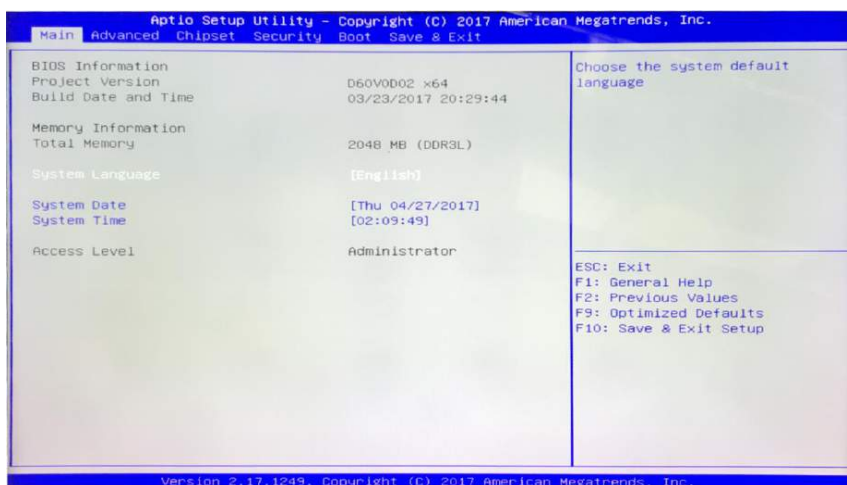 Aptio Setup Utility – Copyright (C) 2017 American Megatrends, Inc.
Main Advanced Chipset Security Boot Save & Exit
BIOS Information
Project Version D60V0D02 x64
Build Date and Time 03/23/2017 20:29:44
Memory Information
Total Memory 2048 MB (DDR3L)
System Language [English]
System Date [Thu 04/27/2017]
System Time [02:09:49]
Access Level Administrator
Choose the system default
language
ESC: Exit
F1: General Help
F2: Previous Values
F9: Optimized Defaults
F10: Save & Exit Setup
Version 2.17.1249. Copyright (C) 2017 American Megatrends, Inc.